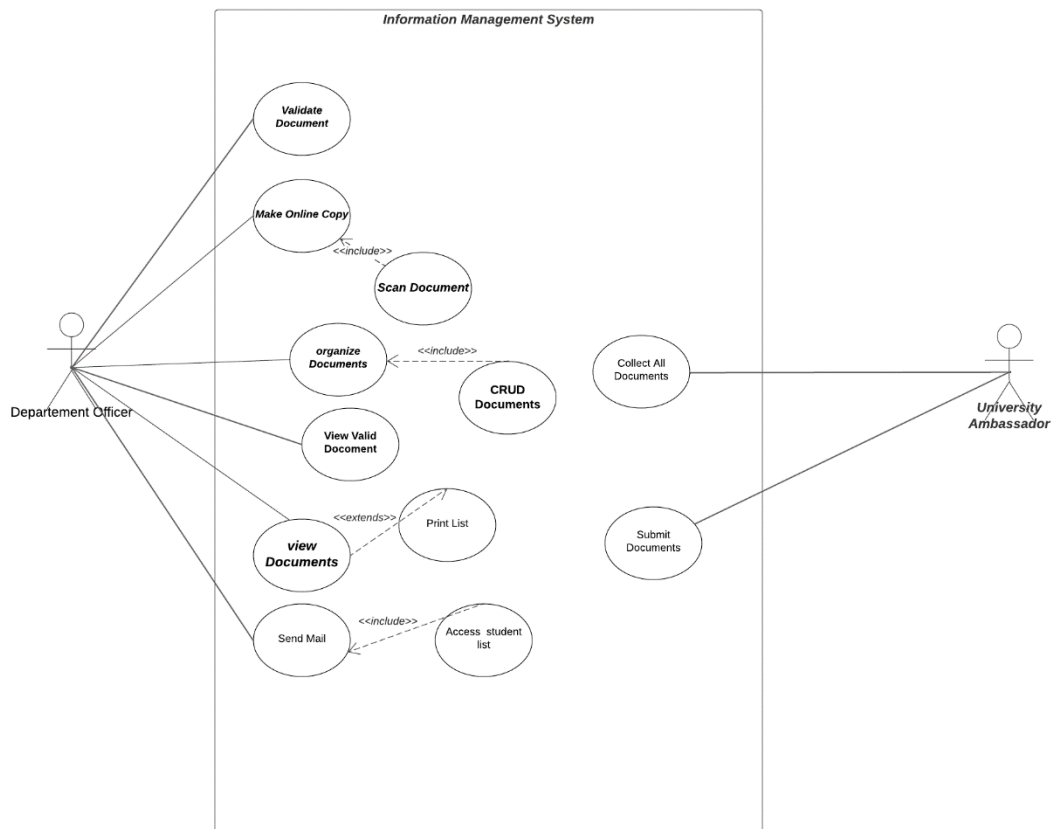 Information Management System
Validate
Document
Make Online Copy
<<include>>
Scan Document
organize
Documents
<<include>>
CRUD
Documents
Collect All
Documents
Departement Officer
University
Ambassador
View Valid
Docoment
<<extends>>
Print List
view
Documents
Submit
Documents
Send Mail
<<include>>
Access student
list